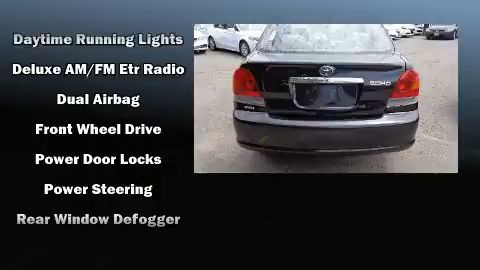 Daytime Running Lights
Deluxe AM/FM Etr Radio
Dual Airbag
Front Wheel Drive
Power Door Locks
Power Steering
Rear Window Defogger
ECHO